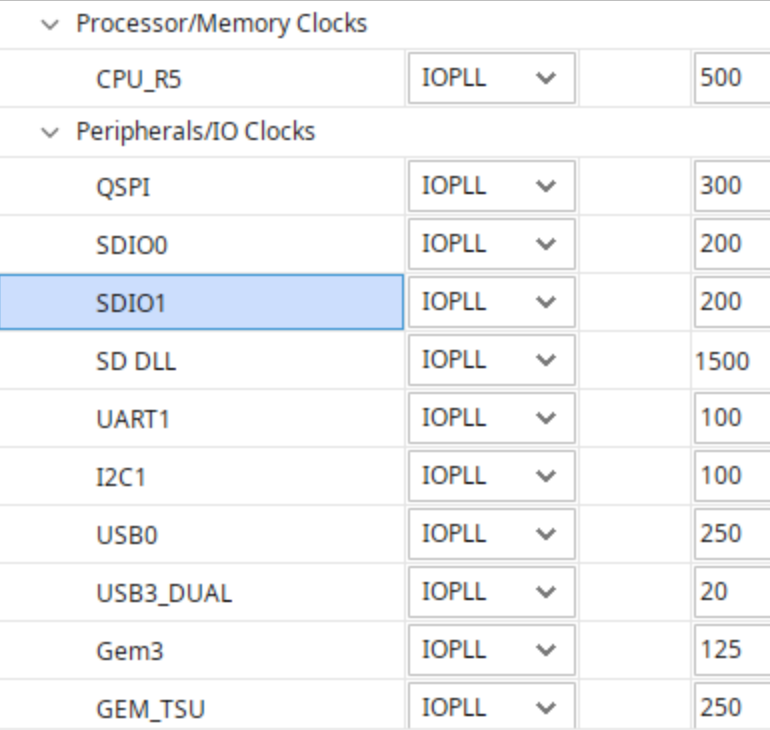 Processor/Memory Clocks
CPU_R5 IOPLL 500
Peripherals/IO Clocks
QSPI IOPLL 300
SDIO0 IOPLL 200
SDIO1 IOPLL 200
SD DLL IOPLL 1500
UART1 IOPLL 100
I2C1 IOPLL 100
USB0 IOPLL 250
USB3_DUAL IOPLL 20
Gem3 IOPLL 125
GEM_TSU IOPLL 250